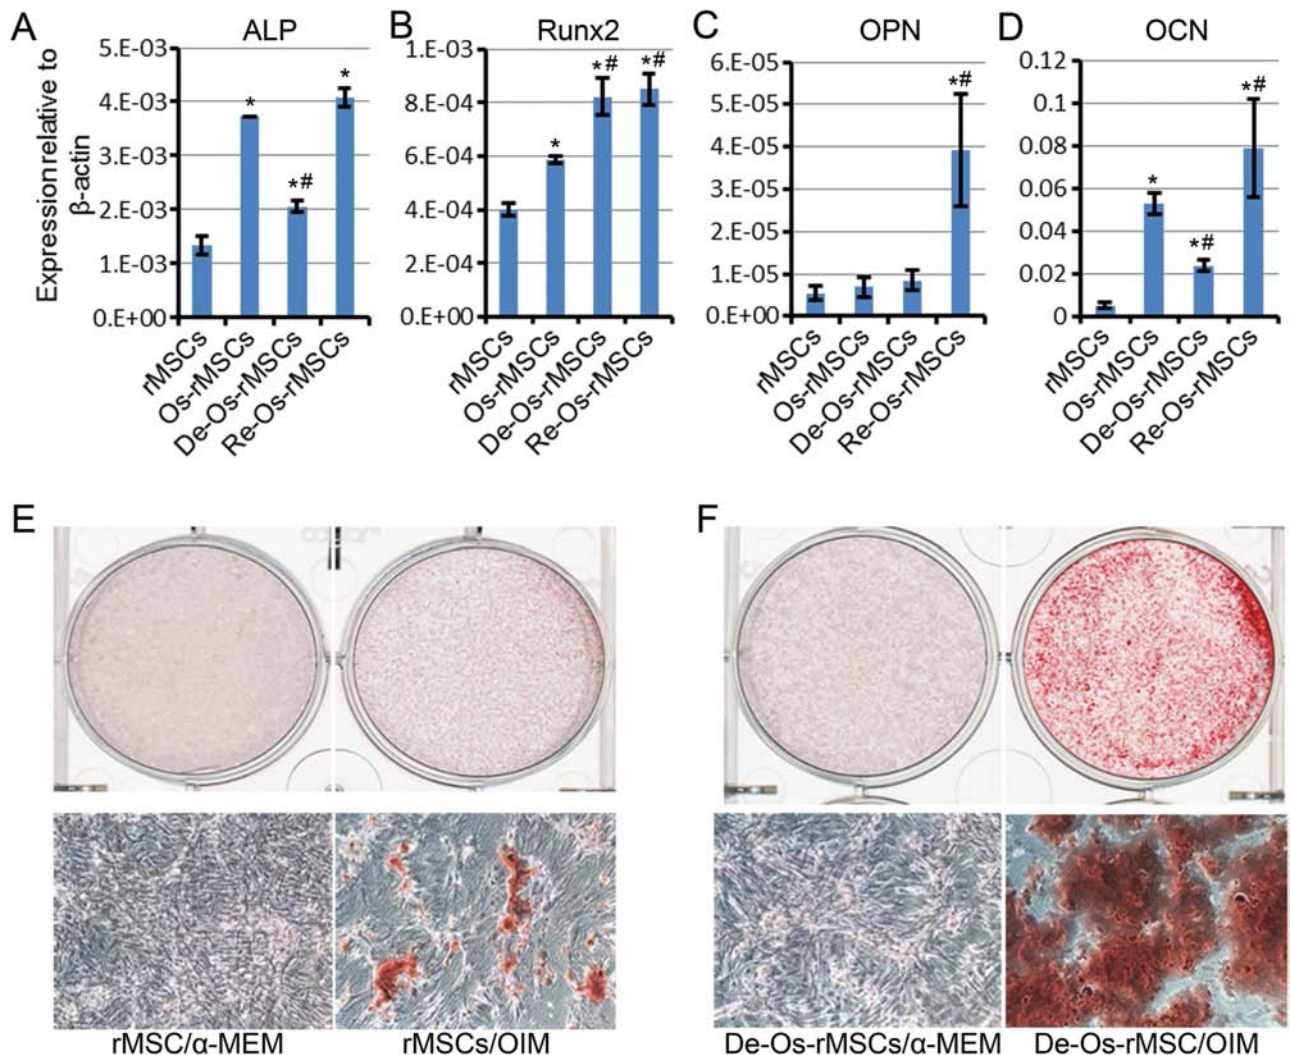 A
ALP
B
Runx2
C
OPN
D
OCN
Expression relative to
β-actin
5.E-03
4.E-03
3.E-03
2.E-03
1.E-03
0.E+00
*
*#
*
rMSCs
Os-rMSCs
De-Os-rMSCs
Re-Os-rMSCs
1.E-03
8.E-04
6.E-04
4.E-04
2.E-04
0.E+00
*
*#
*#
rMSCs
Os-rMSCs
De-Os-rMSCs
Re-Os-rMSCs
6.E-05
5.E-05
4.E-05
3.E-05
2.E-05
1.E-05
0.E+00
*#
rMSCs
Os-rMSCs
De-Os-rMSCs
Re-Os-rMSCs
0.12
0.1
0.08
0.06
0.04
0.02
0
*
*#
*#
rMSCs
Os-rMSCs
De-Os-rMSCs
Re-Os-rMSCs
E
F
rMSC/α-MEM
rMSCs/OIM
De-Os-rMSCs/α-MEM
De-Os-rMSC/OIM